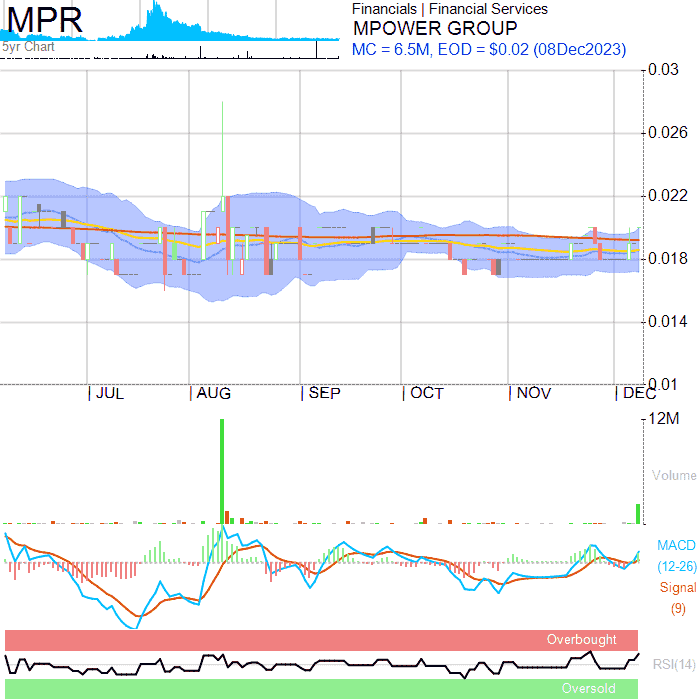 MPR
5yr Chart
Financials | Financial Services
MPOWER GROUP
MC = 6.5M, EOD = $0.02 (08Dec2023)
0.03
0.026
0.022
0.018
0.014
0.01
JUL AUG SEP OCT NOV DEC
12M
Volume
MACD
(12-26)
Signal
(9)
Overbought
RSI(14)
Oversold